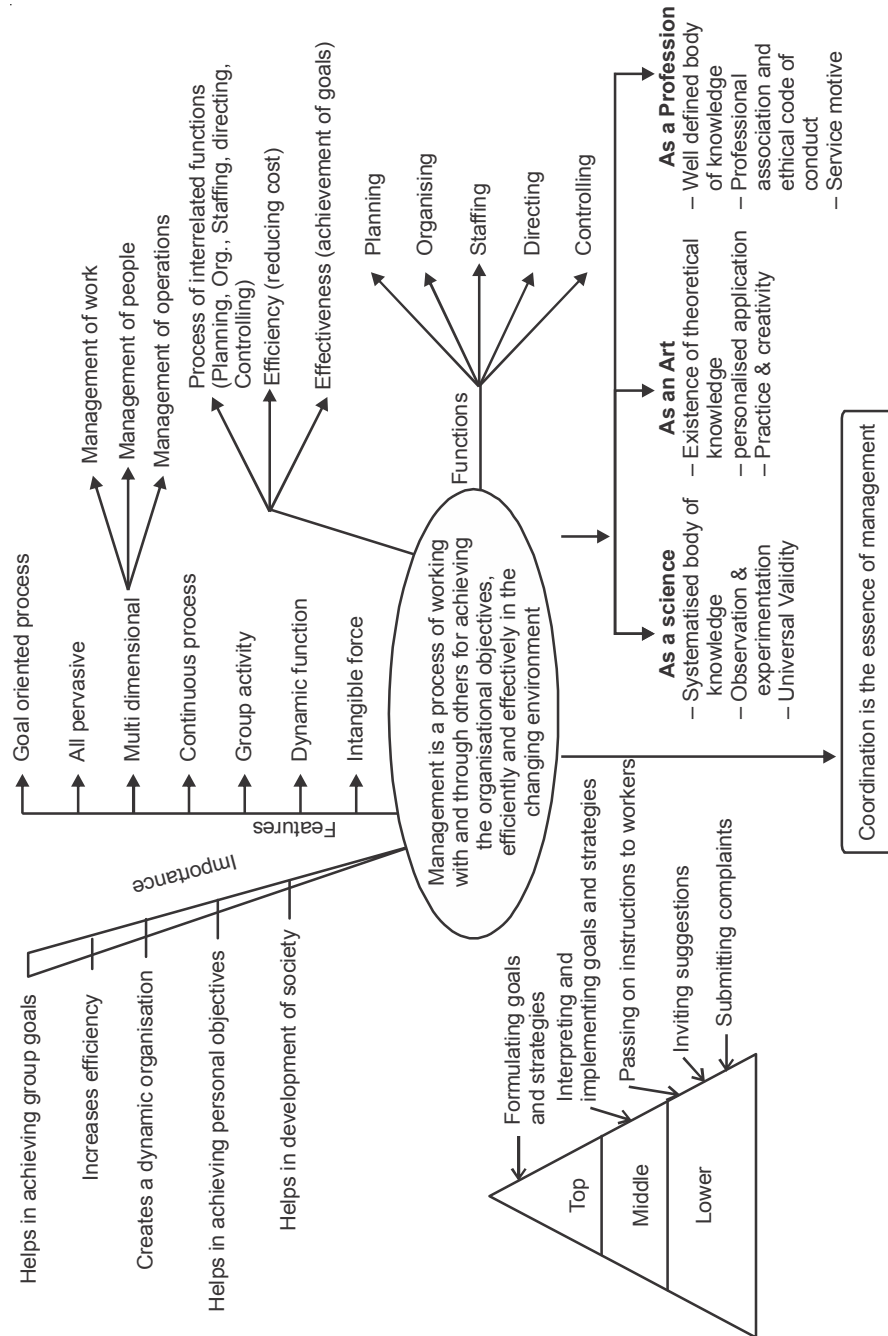 Helps in achieving group goals
Increases efficiency
Creates a dynamic organisation
Helps in achieving personal objectives
Helps in development of society
Importance
Features
Goal oriented process
All pervasive
Multi dimensional
Continuous process
Group activity
Dynamic function
Intangible force
Management of work
Management of people
Management of operations
Process of interrelated functions
(Planning, Org., Staffing, directing,
Controlling)
Efficiency (reducing cost)
Effectiveness (achievement of goals)
Management is a process of working
with and through others for achieving
the organisational objectives,
efficiently and effectively in the
changing environment
Functions
Planning
Organising
Staffing
Directing
Controlling
Formulating goals
and strategies
Interpreting and
implementing goals and strategies
Passing on instructions to workers
Inviting suggestions
Submitting complaints
Top
Middle
Lower
As a science
– Systematised body of
knowledge
– Observation &
experimentation
– Universal Validity
As an Art
– Existence of theoretical
knowledge
– personalised application
– Practice & creativity
As a Profession
– Well defined body
of knowledge
– Professional
association and
ethical code of
conduct
– Service motive
Coordination is the essence of management